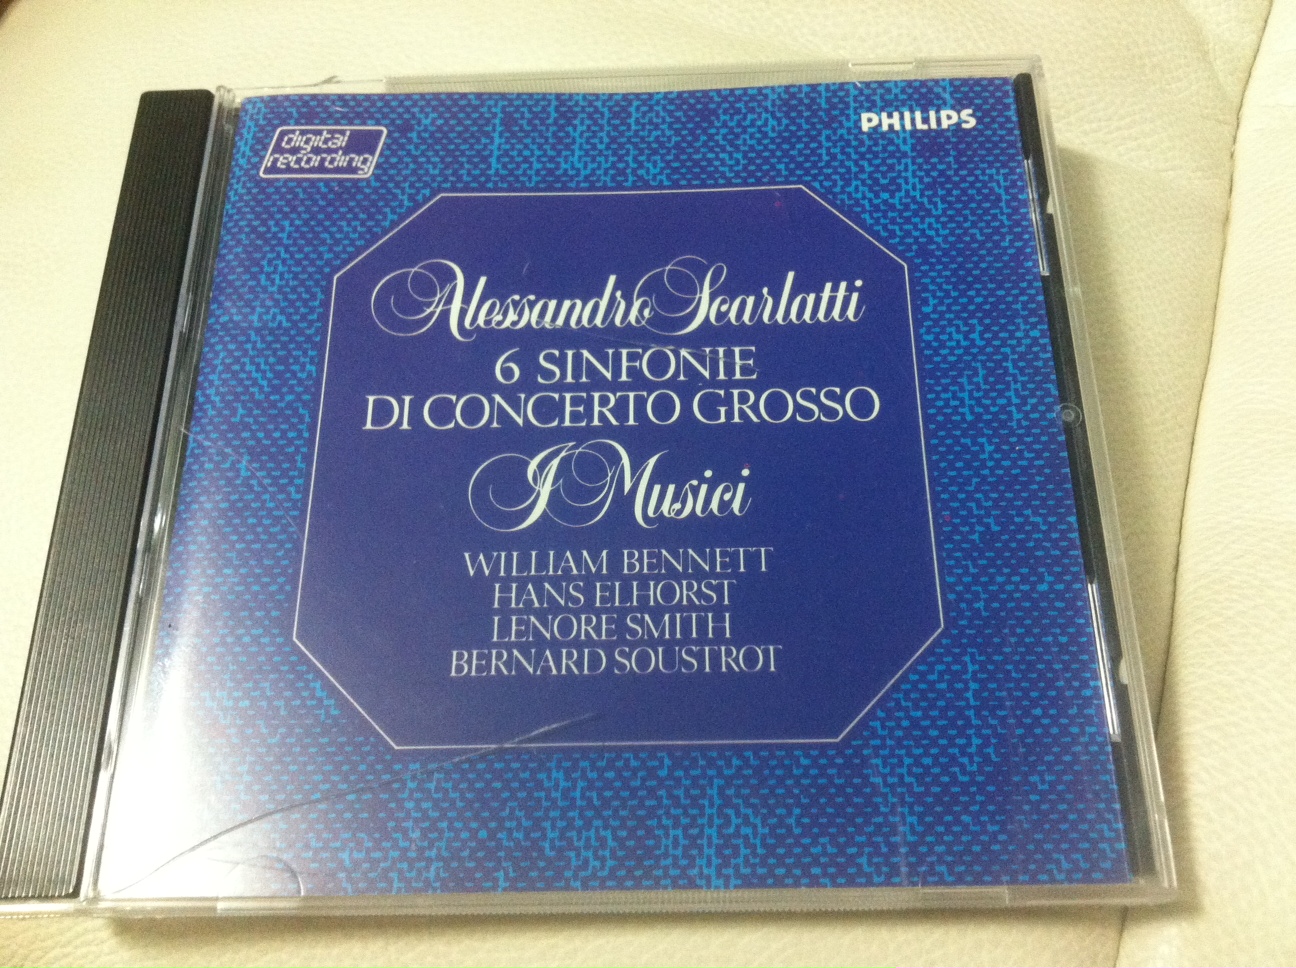 digital
recording
PHILIPS
Alessandro Scarlatti
6 SINFONIE
DI CONCERTO GROSSO
I Musici
WILLIAM BENNETT
HANS ELHORST
LENORE SMITH
BERNARD SOUSTROT